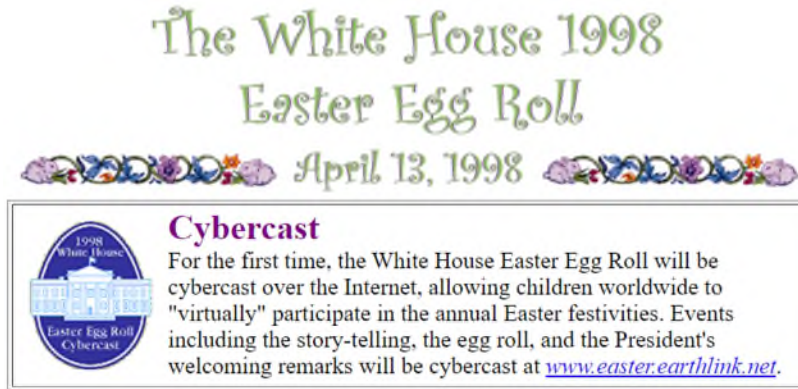 The White House 1998
Easter Egg Roll
April 13, 1998
1998
White House
Easter Egg Roll
Cybercast
Cybercast
For the first time, the White House Easter Egg Roll will be
cybercast over the Internet, allowing children worldwide to
"virtually" participate in the annual Easter festivities. Events
including the story-telling, the egg roll, and the President's
welcoming remarks will be cybercast at www.easter.earthlink.net.